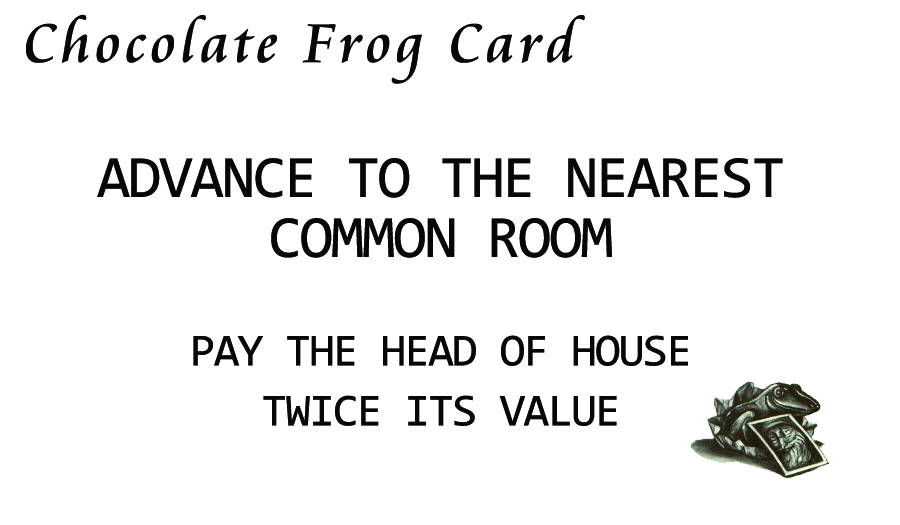 Chocolate Frog Card
ADVANCE TO THE NEAREST
COMMON ROOM
PAY THE HEAD OF HOUSE
TWICE ITS VALUE